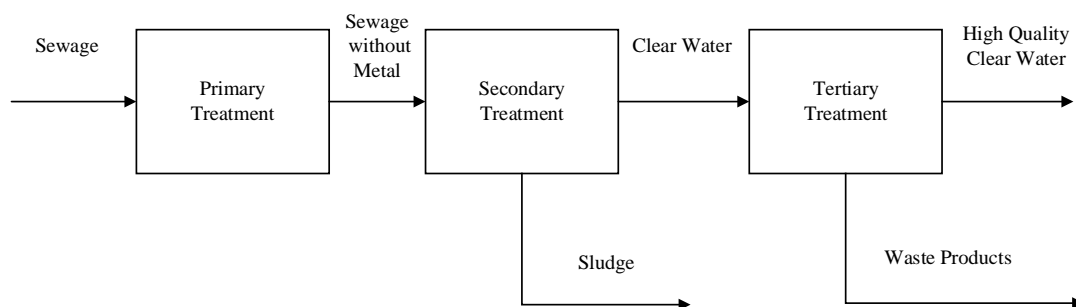 Sewage
Primary
Treatment
Sewage
without
Metal
Secondary
Treatment
Clear Water
Tertiary
Treatment
High Quality
Clear Water
Sludge
Waste Products